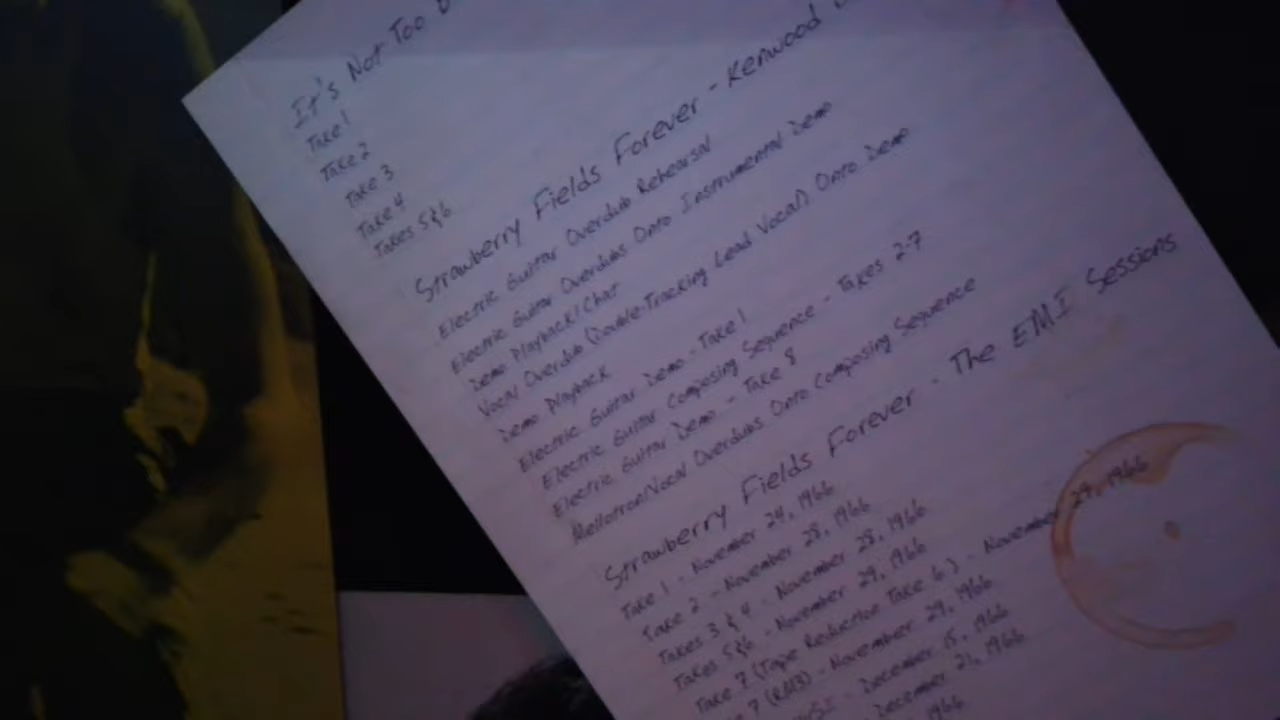 It's Not Too
Take 1
Take 2
Take 3
Take 4
Takes 5&6
Strawberry Fields Forever - Kenwood
Electric Guitar Overdub Rehearsal
Electric Guitar Overdubs Onto Instrumental Demo
Demo Playback/Chat
Vocal Overdub (Double-Tracking Lead Vocal) Onto Demo
Demo Playback
Electric Guitar Demo - Take 1
Electric Guitar Composing Sequence - Takes 2-7
Electric Guitar Demo - Take 8
Mellotron/Vocal Overdubs Onto Composing Sequence
Strawberry Fields Forever - The EMI Sessions
Take 1 - November 24, 1966
Take 2 - November 28, 1966
Takes 3 & 4 - November 28, 1966
Takes 5&6 - November 29, 1966
Take 7 (Tape Reduction Take 6) - November 29, 1966
7 (RM3) - November 29, 1966
- December 15, 1966
December 21, 1966
1966